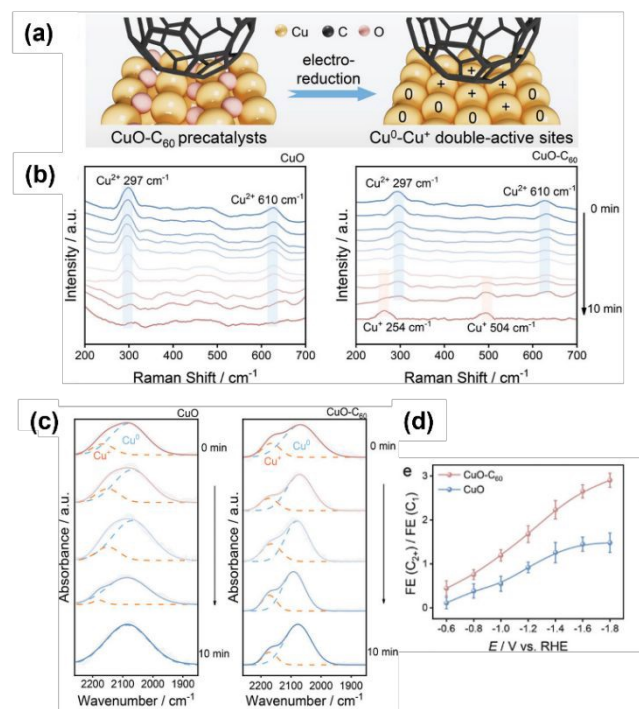 (a)
Cu C O
electro-
reduction
CuO-C₆₀ precatalysts
Cu⁰-Cu⁺ double-active sites
+ + + + + +
0 0 0 0 0
(b)
CuO
Cu²⁺ 297 cm⁻¹
Cu²⁺ 610 cm⁻¹
Intensity / a.u.
200 300 400 500 600 700
Raman Shift / cm⁻¹
CuO-C₆₀
Cu²⁺ 297 cm⁻¹
Cu²⁺ 610 cm⁻¹
0 min
10 min
Cu⁺ 254 cm⁻¹
Cu⁺ 504 cm⁻¹
Intensity / a.u.
200 300 400 500 600 700
Raman Shift / cm⁻¹
(c)
CuO
Cu⁰
Cu⁺
0 min
10 min
Absorbance / a.u.
2200 2100 2000 1900
Wavenumber / cm⁻¹
CuO-C₆₀
Cu⁰
Cu⁺
0 min
10 min
Absorbance / a.u.
2200 2100 2000 1900
Wavenumber / cm⁻¹
(d)
e
CuO-C₆₀
CuO
FE (C₂₊) / FE (C₁)
3
2
1
0
-0.6 -0.8 -1.0 -1.2 -1.4 -1.6 -1.8
E / V vs. RHE